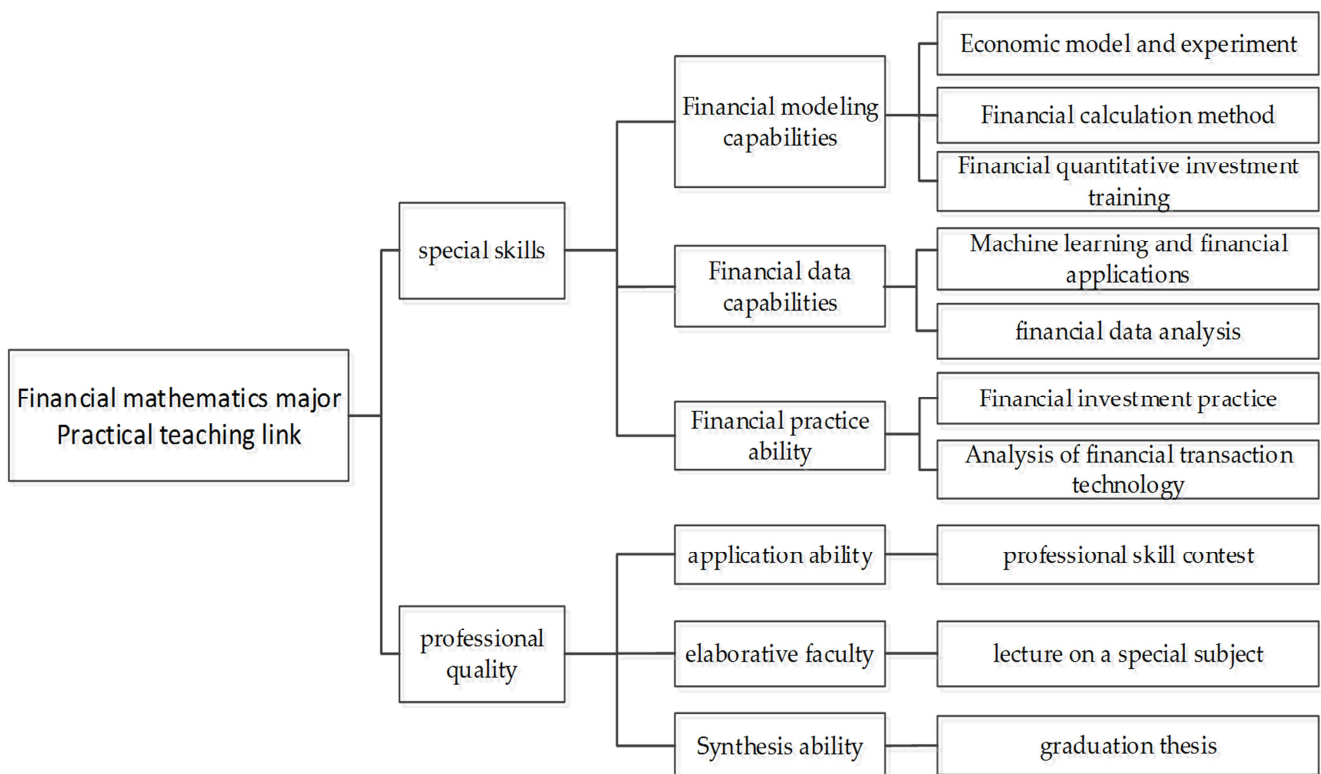 Financial mathematics major
Practical teaching link
special skills
Financial modeling
capabilities
Economic model and experiment
Financial calculation method
Financial quantitative investment
training
Financial data
capabilities
Machine learning and financial
applications
financial data analysis
Financial practice
ability
Financial investment practice
Analysis of financial transaction
technology
professional
quality
application ability
professional skill contest
elaborative faculty
lecture on a special subject
Synthesis ability
graduation thesis